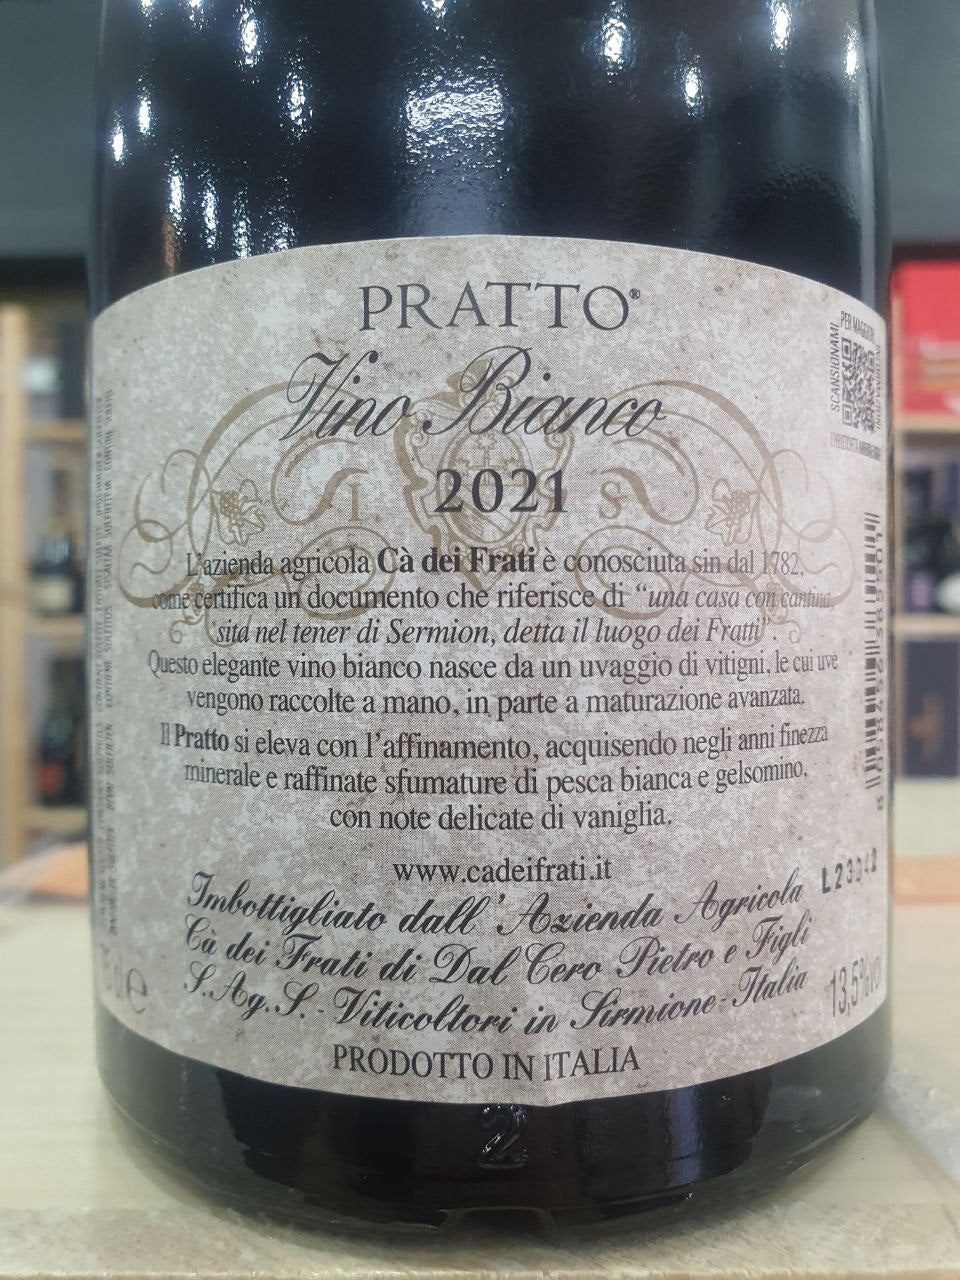 PRATTO®
Vino Bianco
2021
I. S
L'azienda agricola Cà dei Frati è conosciuta sin dal 1782,
come certifica un documento che riferisce di "una casa con cantina,
sita nel tener di Sermion, detta il luogo dei Fratti".
Questo elegante vino bianco nasce da un uvaggio di vitigni, le cui uve
vengono raccolte a mano, in parte a maturazione avanzata.
Il Pratto si eleva con l'affinamento, acquisendo negli anni finezza
minerale e raffinate sfumature di pesca bianca e gelsomino,
con note delicate di vaniglia.
www.cadeifrati.it
Imbottigliato dall'Azienda Agricola
Cà dei Frati di Dal Cero Pietro e Figli
S.Ag.S. - Viticoltori in Sirmione - Italia
PRODOTTO IN ITALIA
SCANSIONAMI
PER MAGGIORI
INFORMAZIONI
L23042
13,5%vol
cl e
2